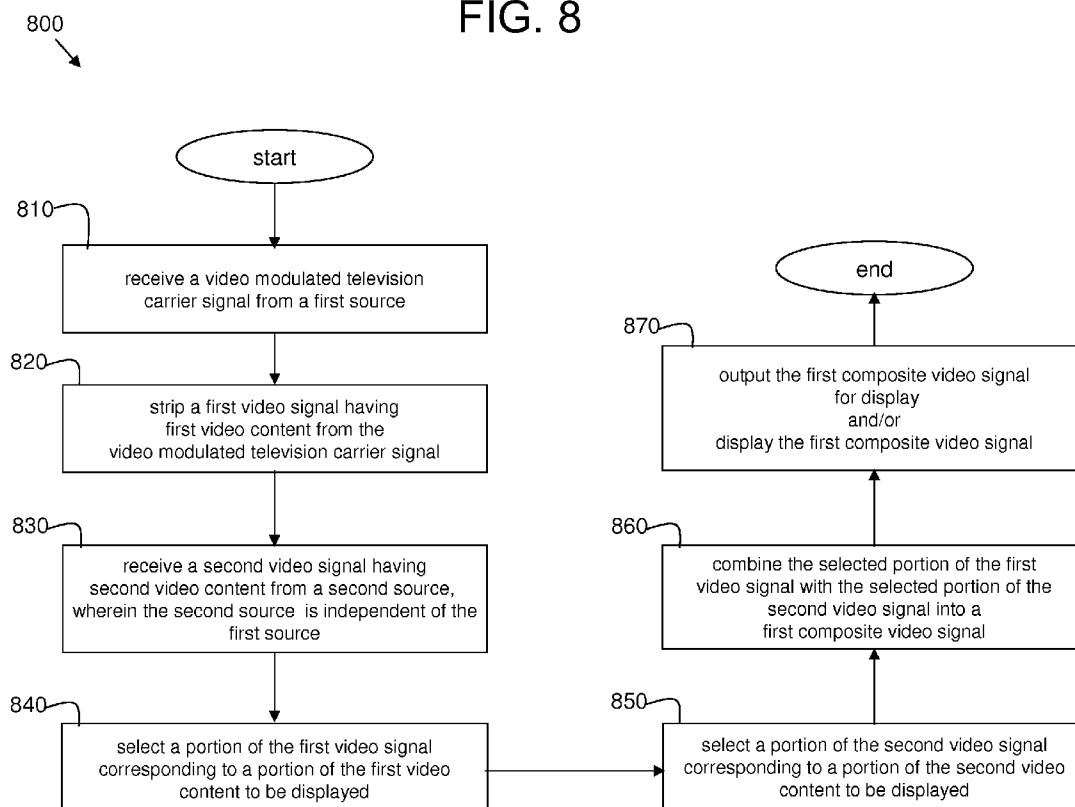 FIG. 8
800
start
810
receive a video modulated television
carrier signal from a first source
820
strip a first video signal having
first video content from the
video modulated television carrier signal
830
receive a second video signal having
second video content from a second source,
wherein the second source is independent of the
first source
840
select a portion of the first video signal
corresponding to a portion of the first video
content to be displayed
850
select a portion of the second video signal
corresponding to a portion of the second video
content to be displayed
860
combine the selected portion of the first
video signal with the selected portion of the
second video signal into a
first composite video signal
870
output the first composite video signal
for display
and/or
display the first composite video signal
end